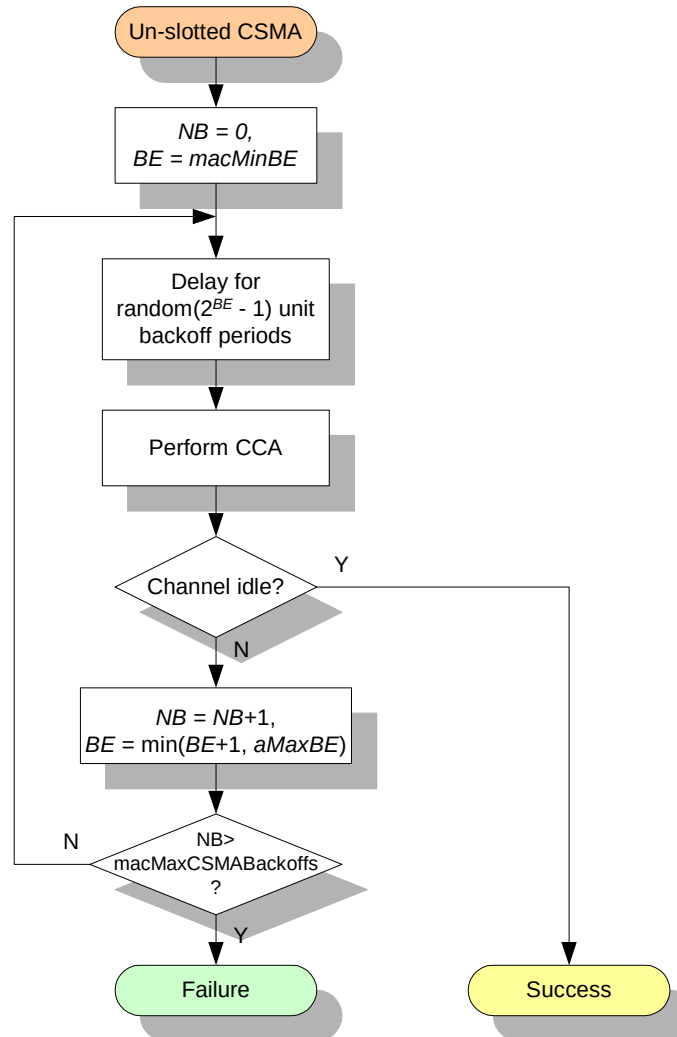 Un-slotted CSMA
NB = 0,
BE = macMinBE
Delay for
random(2^BE - 1) unit
backoff periods
Perform CCA
Channel idle?
Y
N
NB = NB+1,
BE = min(BE+1, aMaxBE)
N
NB>
macMaxCSMABackoffs
?
Y
Failure
Success